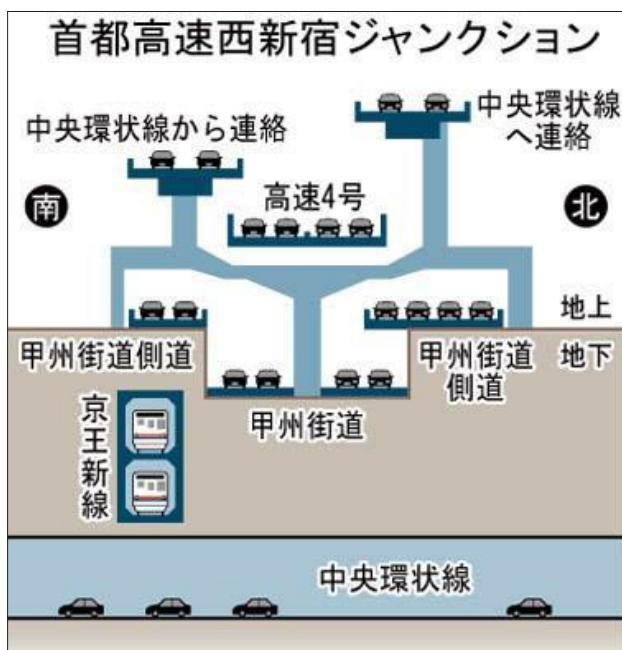 首都高速西新宿ジャンクション
中央環状線から連絡
中央環状線
へ連絡
南
高速4号
北
地上
甲州街道側道
甲州街道
側道
地下
甲州街道
京王新線
中央環状線